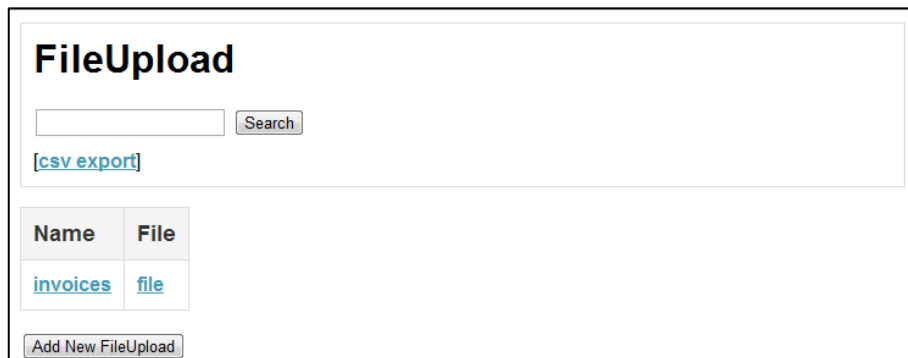 FileUpload
Search
[csv export]
Name File
invoices file
Add New FileUpload